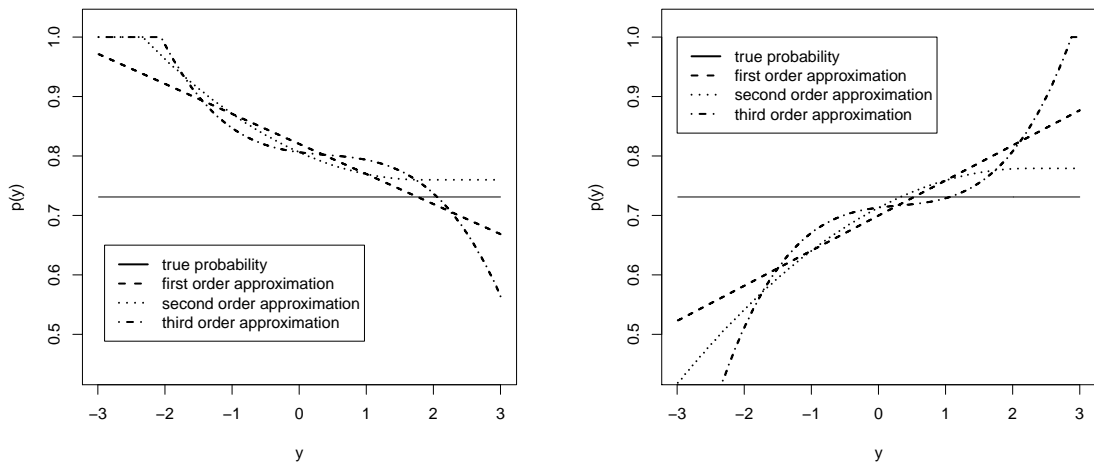 1.0
0.9
0.8
0.7
0.6
0.5
p(y)
true probability
first order approximation
second order approximation
third order approximation
−3 −2 −1 0 1 2 3
y
1.0
0.9
0.8
0.7
0.6
0.5
p(y)
true probability
first order approximation
second order approximation
third order approximation
−3 −2 −1 0 1 2 3
y